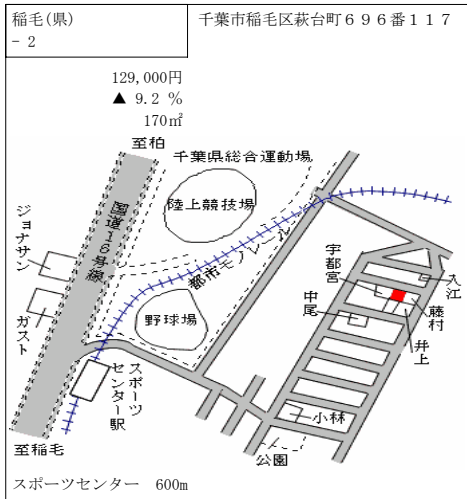 稲毛(県)
- 2
千葉市稲毛区萩台町６９６番１１７
129,000円
▲ 9.2 %
170㎡
至柏
千葉県総合運動場
陸上競技場
国道16号線
都市モノレール
ジョナサン
ガスト
野球場
スポーツ
センター駅
宇都宮
中尾
入江
藤村
井上
小林
公園
至稲毛
スポーツセンター 600m